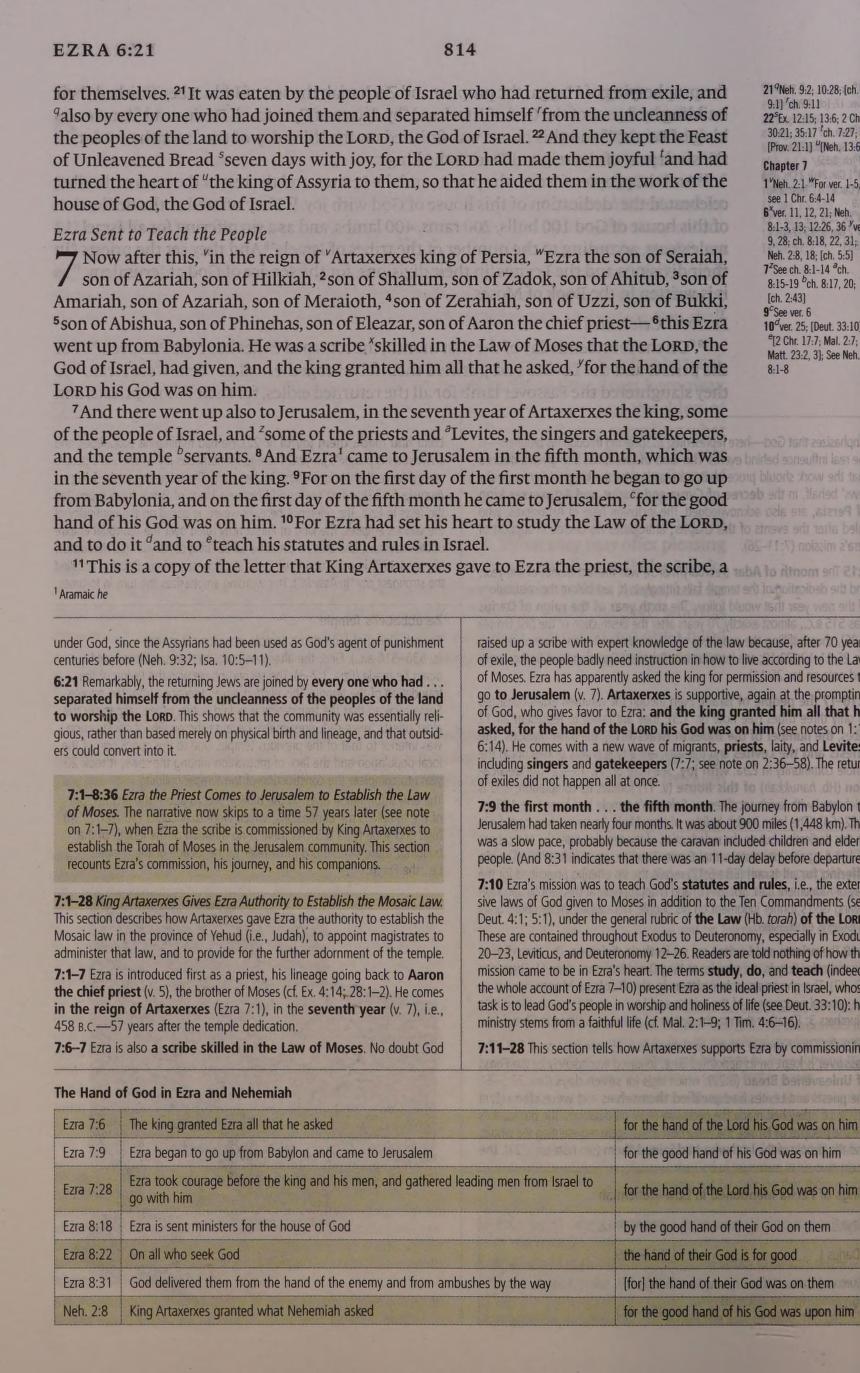 EZRA 6:21
814
for themselves. 21 It was eaten by the people of Israel who had returned from exile, and
q also by every one who had joined them and separated himself r from the uncleanness of
the peoples of the land to worship the LORD, the God of Israel. 22 And they kept the Feast
of Unleavened Bread s seven days with joy, for the LORD had made them joyful t and had
turned the heart of u the king of Assyria to them, so that he aided them in the work of the
house of God, the God of Israel.
Ezra Sent to Teach the People
7 Now after this, v in the reign of v Artaxerxes king of Persia, w Ezra the son of Seraiah,
son of Azariah, son of Hilkiah, 2 son of Shallum, son of Zadok, son of Ahitub, 3 son of
Amariah, son of Azariah, son of Meraioth, 4 son of Zerahiah, son of Uzzi, son of Bukki,
5 son of Abishua, son of Phinehas, son of Eleazar, son of Aaron the chief priest—6 this Ezra
went up from Babylonia. He was a scribe x skilled in the Law of Moses that the LORD, the
God of Israel, had given, and the king granted him all that he asked, y for the hand of the
LORD his God was on him.
7 And there went up also to Jerusalem, in the seventh year of Artaxerxes the king, some
of the people of Israel, and z some of the priests and a Levites, the singers and gatekeepers,
and the temple b servants. 8 And Ezra 1 came to Jerusalem in the fifth month, which was
in the seventh year of the king. 9 For on the first day of the first month he began to go up
from Babylonia, and on the first day of the fifth month he came to Jerusalem, c for the good
hand of his God was on him. 10 For Ezra had set his heart to study the Law of the LORD,
and to do it d and to e teach his statutes and rules in Israel.
11 This is a copy of the letter that King Artaxerxes gave to Ezra the priest, the scribe, a
1 Aramaic he
21 q Neh. 9:2; 10:28; [ch.
9:1] r ch. 9:11
22 s Ex. 12:15; 13:6; 2 Ch
30:21; 35:17 t ch. 7:27;
[Prov. 21:1] u [Neh. 13:6
Chapter 7
1 v Neh. 2:1 w For ver. 1-5,
see 1 Chr. 6:4-14
6 x ver. 11, 12, 21; Neh.
8:1-3, 13; 12:26, 36 y ve
9, 28; ch. 8:18, 22, 31;
Neh. 2:8, 18; [ch. 5:5]
7 z See ch. 8:1-14 a ch.
8:15-19 b ch. 8:17, 20;
[ch. 2:43]
9 c See ver. 6
10 d ver. 25; [Deut. 33:10
e [2 Chr. 17:7; Mal. 2:7;
Matt. 23:2, 3]; See Neh.
8:1-8
under God, since the Assyrians had been used as God's agent of punishment
centuries before (Neh. 9:32; Isa. 10:5–11).
6:21 Remarkably, the returning Jews are joined by every one who had . . .
separated himself from the uncleanness of the peoples of the land
to worship the LORD. This shows that the community was essentially reli-
gious, rather than based merely on physical birth and lineage, and that outsid-
ers could convert into it.
7:1–8:36 Ezra the Priest Comes to Jerusalem to Establish the Law
of Moses. The narrative now skips to a time 57 years later (see note
on 7:1–7), when Ezra the scribe is commissioned by King Artaxerxes to
establish the Torah of Moses in the Jerusalem community. This section
recounts Ezra's commission, his journey, and his companions.
7:1–28 King Artaxerxes Gives Ezra Authority to Establish the Mosaic Law.
This section describes how Artaxerxes gave Ezra the authority to establish the
Mosaic law in the province of Yehud (i.e., Judah), to appoint magistrates to
administer that law, and to provide for the further adornment of the temple.
7:1–7 Ezra is introduced first as a priest, his lineage going back to Aaron
the chief priest (v. 5), the brother of Moses (cf. Ex. 4:14; 28:1–2). He comes
in the reign of Artaxerxes (Ezra 7:1), in the seventh year (v. 7), i.e.,
458 B.C.—57 years after the temple dedication.
7:6–7 Ezra is also a scribe skilled in the Law of Moses. No doubt God
raised up a scribe with expert knowledge of the law because, after 70 yea
of exile, the people badly need instruction in how to live according to the La
of Moses. Ezra has apparently asked the king for permission and resources t
go to Jerusalem (v. 7). Artaxerxes is supportive, again at the promptin
of God, who gives favor to Ezra: and the king granted him all that h
asked, for the hand of the LORD his God was on him (see notes on 1:
6:14). He comes with a new wave of migrants, priests, laity, and Levite
including singers and gatekeepers (7:7; see note on 2:36–58). The retur
of exiles did not happen all at once.
7:9 the first month . . . the fifth month. The journey from Babylon t
Jerusalem had taken nearly four months. It was about 900 miles (1,448 km). Th
was a slow pace, probably because the caravan included children and elder
people. (And 8:31 indicates that there was an 11-day delay before departure
7:10 Ezra's mission was to teach God's statutes and rules, i.e., the exter
sive laws of God given to Moses in addition to the Ten Commandments (se
Deut. 4:1; 5:1), under the general rubric of the Law (Hb. torah) of the LOR
These are contained throughout Exodus to Deuteronomy, especially in Exodu
20–23, Leviticus, and Deuteronomy 12–26. Readers are told nothing of how th
mission came to be in Ezra's heart. The terms study, do, and teach (indeed
the whole account of Ezra 7–10) present Ezra as the ideal priest in Israel, whos
task is to lead God's people in worship and holiness of life (see Deut. 33:10): h
ministry stems from a faithful life (cf. Mal. 2:1–9; 1 Tim. 4:6–16).
7:11–28 This section tells how Artaxerxes supports Ezra by commissionin
The Hand of God in Ezra and Nehemiah
Ezra 7:6 The king granted Ezra all that he asked for the hand of the Lord his God was on him
Ezra 7:9 Ezra began to go up from Babylon and came to Jerusalem for the good hand of his God was on him
Ezra 7:28 Ezra took courage before the king and his men, and gathered leading men from Israel to
go with him for the hand of the Lord his God was on him
Ezra 8:18 Ezra is sent ministers for the house of God by the good hand of their God on them
Ezra 8:22 On all who seek God the hand of their God is for good
Ezra 8:31 God delivered them from the hand of the enemy and from ambushes by the way [for] the hand of their God was on them
Neh. 2:8 King Artaxerxes granted what Nehemiah asked for the good hand of his God was upon him